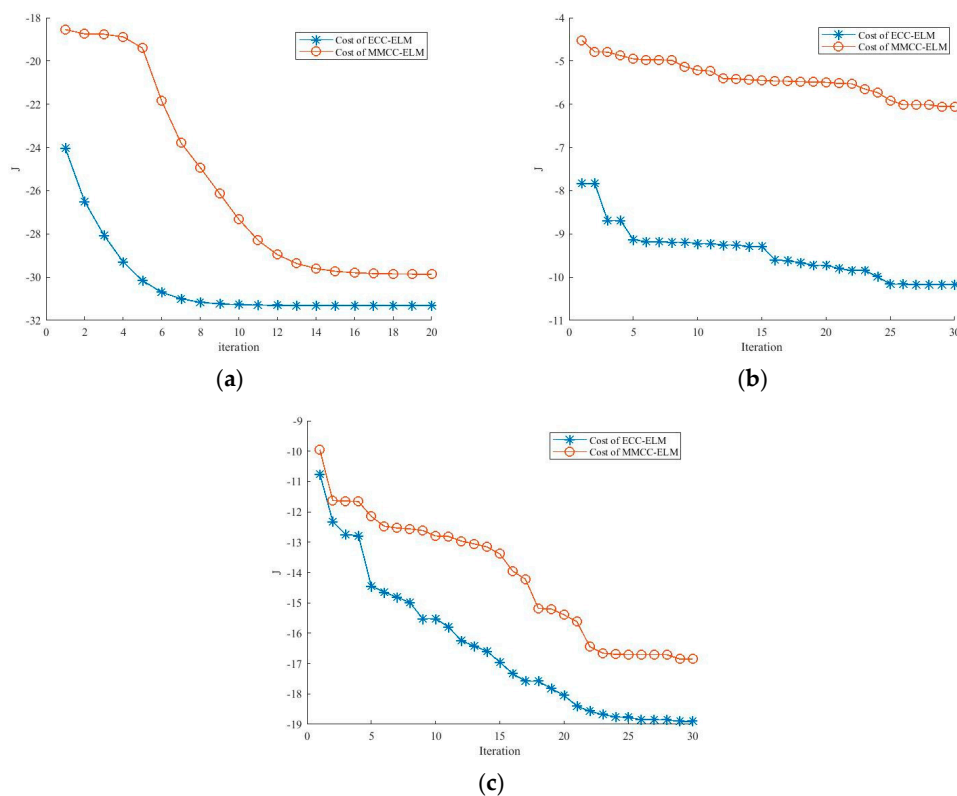 -18
-20
-22
-24
-26
-28
-30
-32
J
0 2 4 6 8 10 12 14 16 18 20
iteration
Cost of ECC-ELM
Cost of MMCC-ELM
(a)
-4
-5
-6
-7
-8
-9
-10
-11
J
0 5 10 15 20 25 30
Iteration
Cost of ECC-ELM
Cost of MMCC-ELM
(b)
-9
-10
-11
-12
-13
-14
-15
-16
-17
-18
-19
J
0 5 10 15 20 25 30
Iteration
Cost of ECC-ELM
Cost of MMCC-ELM
(c)